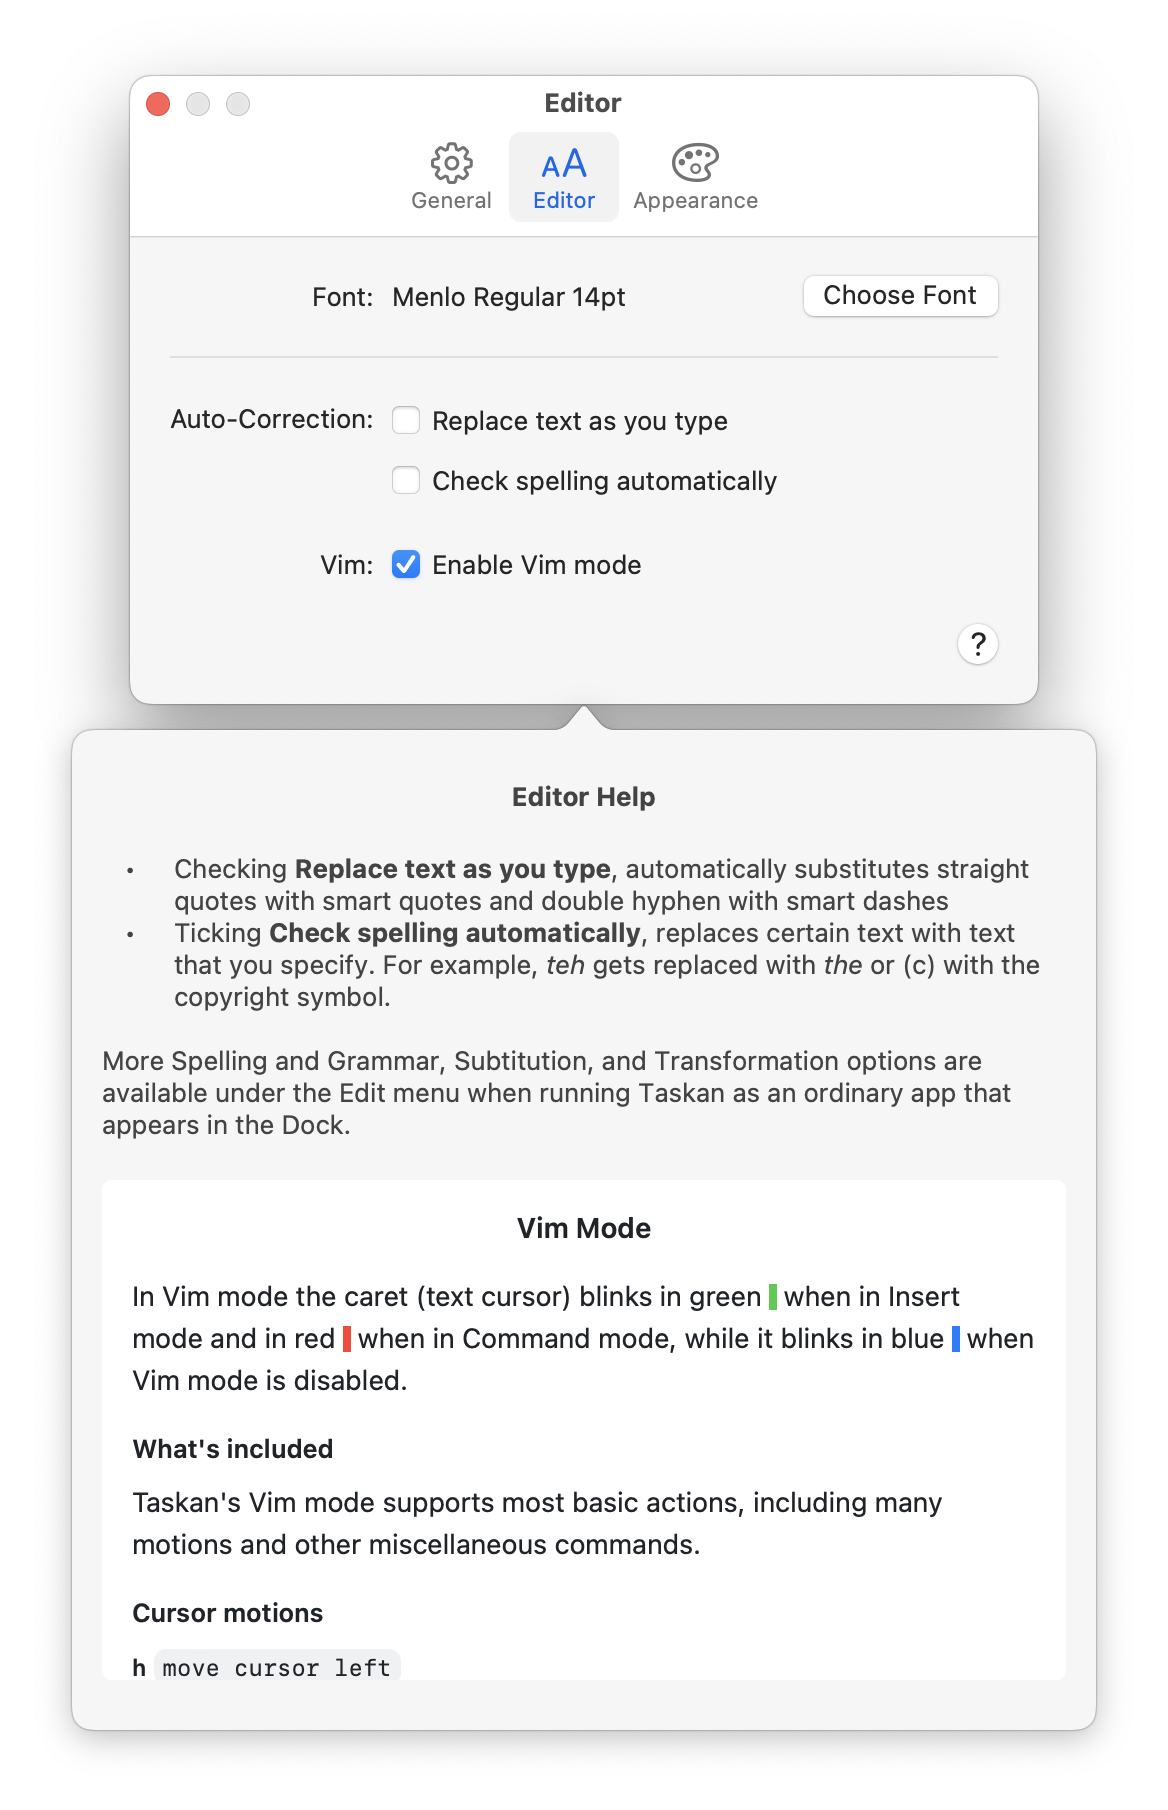 Editor
General
Editor
Appearance
Font: Menlo Regular 14pt
Choose Font
Auto-Correction: Replace text as you type
Check spelling automatically
Vim: Enable Vim mode
?
Editor Help
• Checking Replace text as you type, automatically substitutes straight
quotes with smart quotes and double hyphen with smart dashes
• Ticking Check spelling automatically, replaces certain text with text
that you specify. For example, teh gets replaced with the or (c) with the
copyright symbol.
More Spelling and Grammar, Subtitution, and Transformation options are
available under the Edit menu when running Taskan as an ordinary app that
appears in the Dock.
Vim Mode
In Vim mode the caret (text cursor) blinks in green when in Insert
mode and in red when in Command mode, while it blinks in blue when
Vim mode is disabled.
What's included
Taskan's Vim mode supports most basic actions, including many
motions and other miscellaneous commands.
Cursor motions
h move cursor left